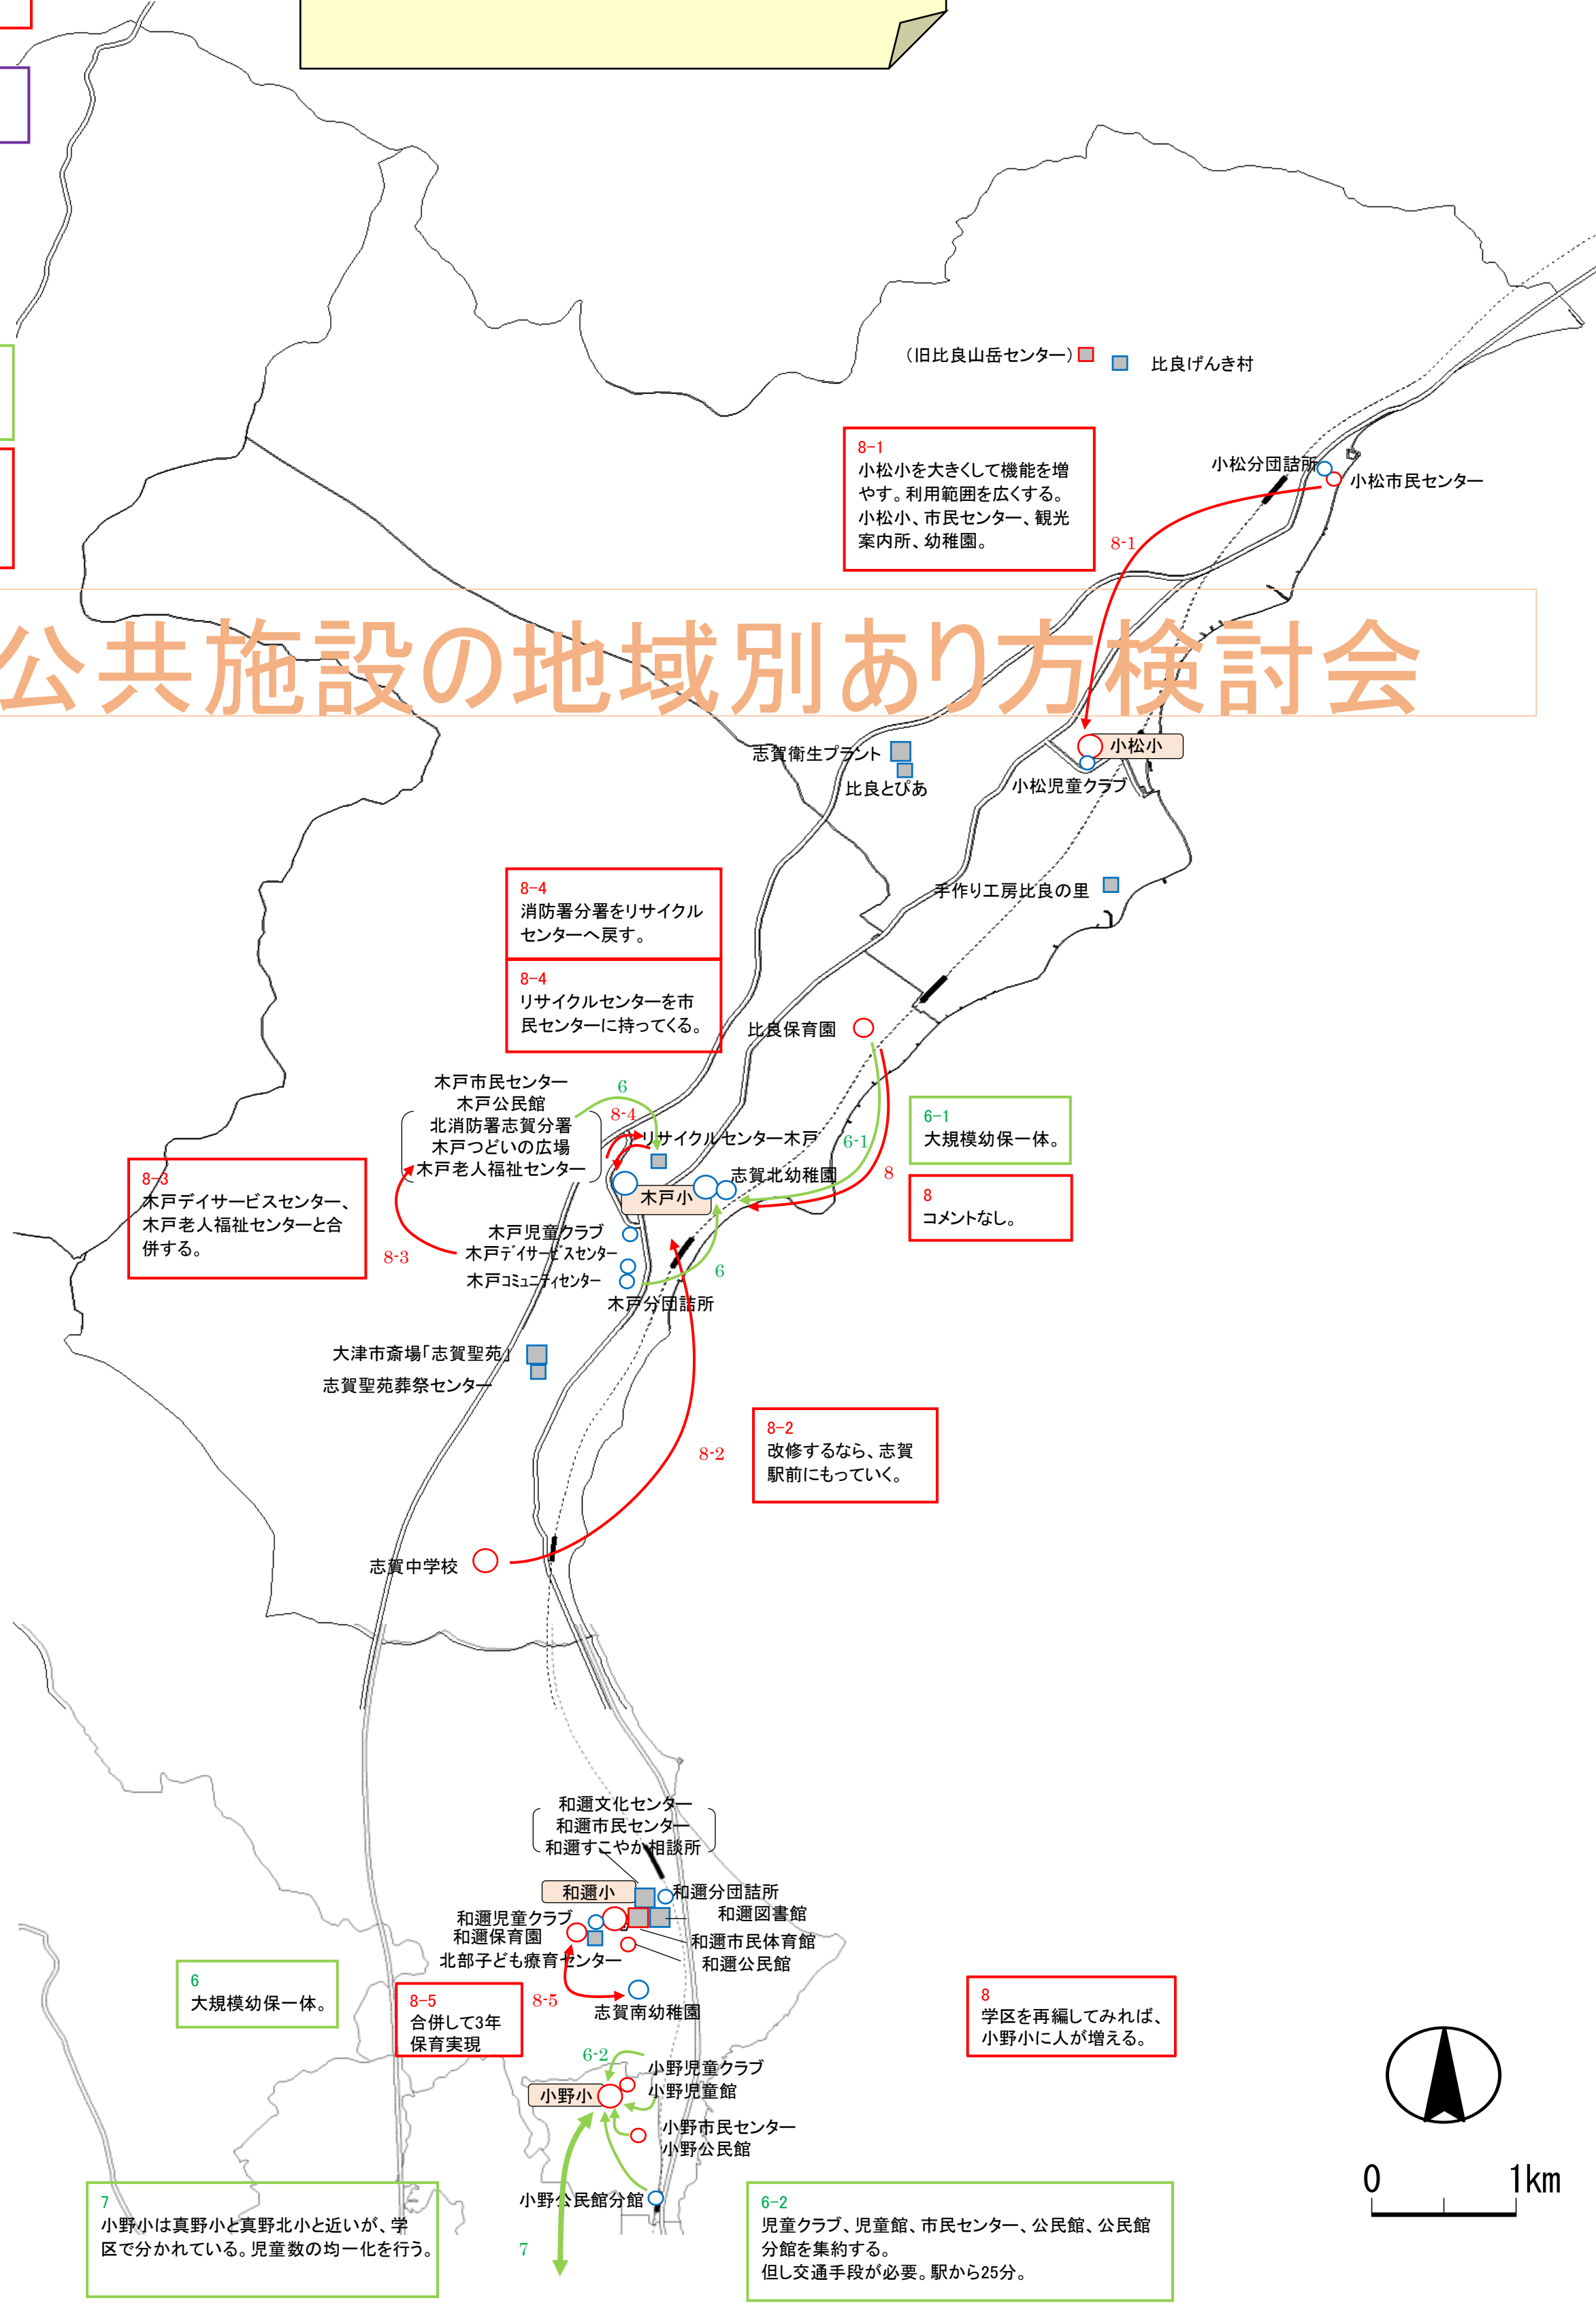 （旧比良山岳センター）
比良げんき村
8-1
小松小を大きくして機能を増
やす。利用範囲を広くする。
小松小、市民センター、観光
案内所、幼稚園。
小松分団詰所
小松市民センター
8-1
公共施設の地域別あり方検討会
志賀衛生プラント
比良とぴあ
小松小
小松児童クラブ
手作り工房比良の里
8-4
消防署分署をリサイクル
センターへ戻す。
8-4
リサイクルセンターを市
民センターに持ってくる。
比良保育園
木戸市民センター
木戸公民館
北消防署志賀分署
木戸つどいの広場
木戸老人福祉センター
6
8-4
リサイクルセンター木戸
6-1
8
6-1
大規模幼保一体。
8
コメントなし。
志賀北幼稚園
木戸小
8-3
木戸デイサービスセンター、
木戸老人福祉センターと合
併する。
8-3
木戸児童クラブ
木戸デイサービスセンター
木戸コミュニティセンター
木戸分団詰所
6
大津市斎場「志賀聖苑」
志賀聖苑葬祭センター
8-2
8-2
改修するなら、志賀
駅前にもっていく。
志賀中学校
和邇文化センター
和邇市民センター
和邇すこやか相談所
和邇小
和邇分団詰所
和邇図書館
和邇児童クラブ
和邇保育園
和邇市民体育館
北部子ども療育センター
和邇公民館
6
大規模幼保一体。
8-5
合併して3年
保育実現
8-5
志賀南幼稚園
8
学区を再編してみれば、
小野小に人が増える。
6-2
小野児童クラブ
小野児童館
小野小
小野市民センター
小野公民館
小野公民館分館
7
小野小は真野小と真野北小と近いが、学
区で分かれている。児童数の均一化を行う。
7
6-2
児童クラブ、児童館、市民センター、公民館、公民館
分館を集約する。
但し交通手段が必要。駅から25分。
0
1km